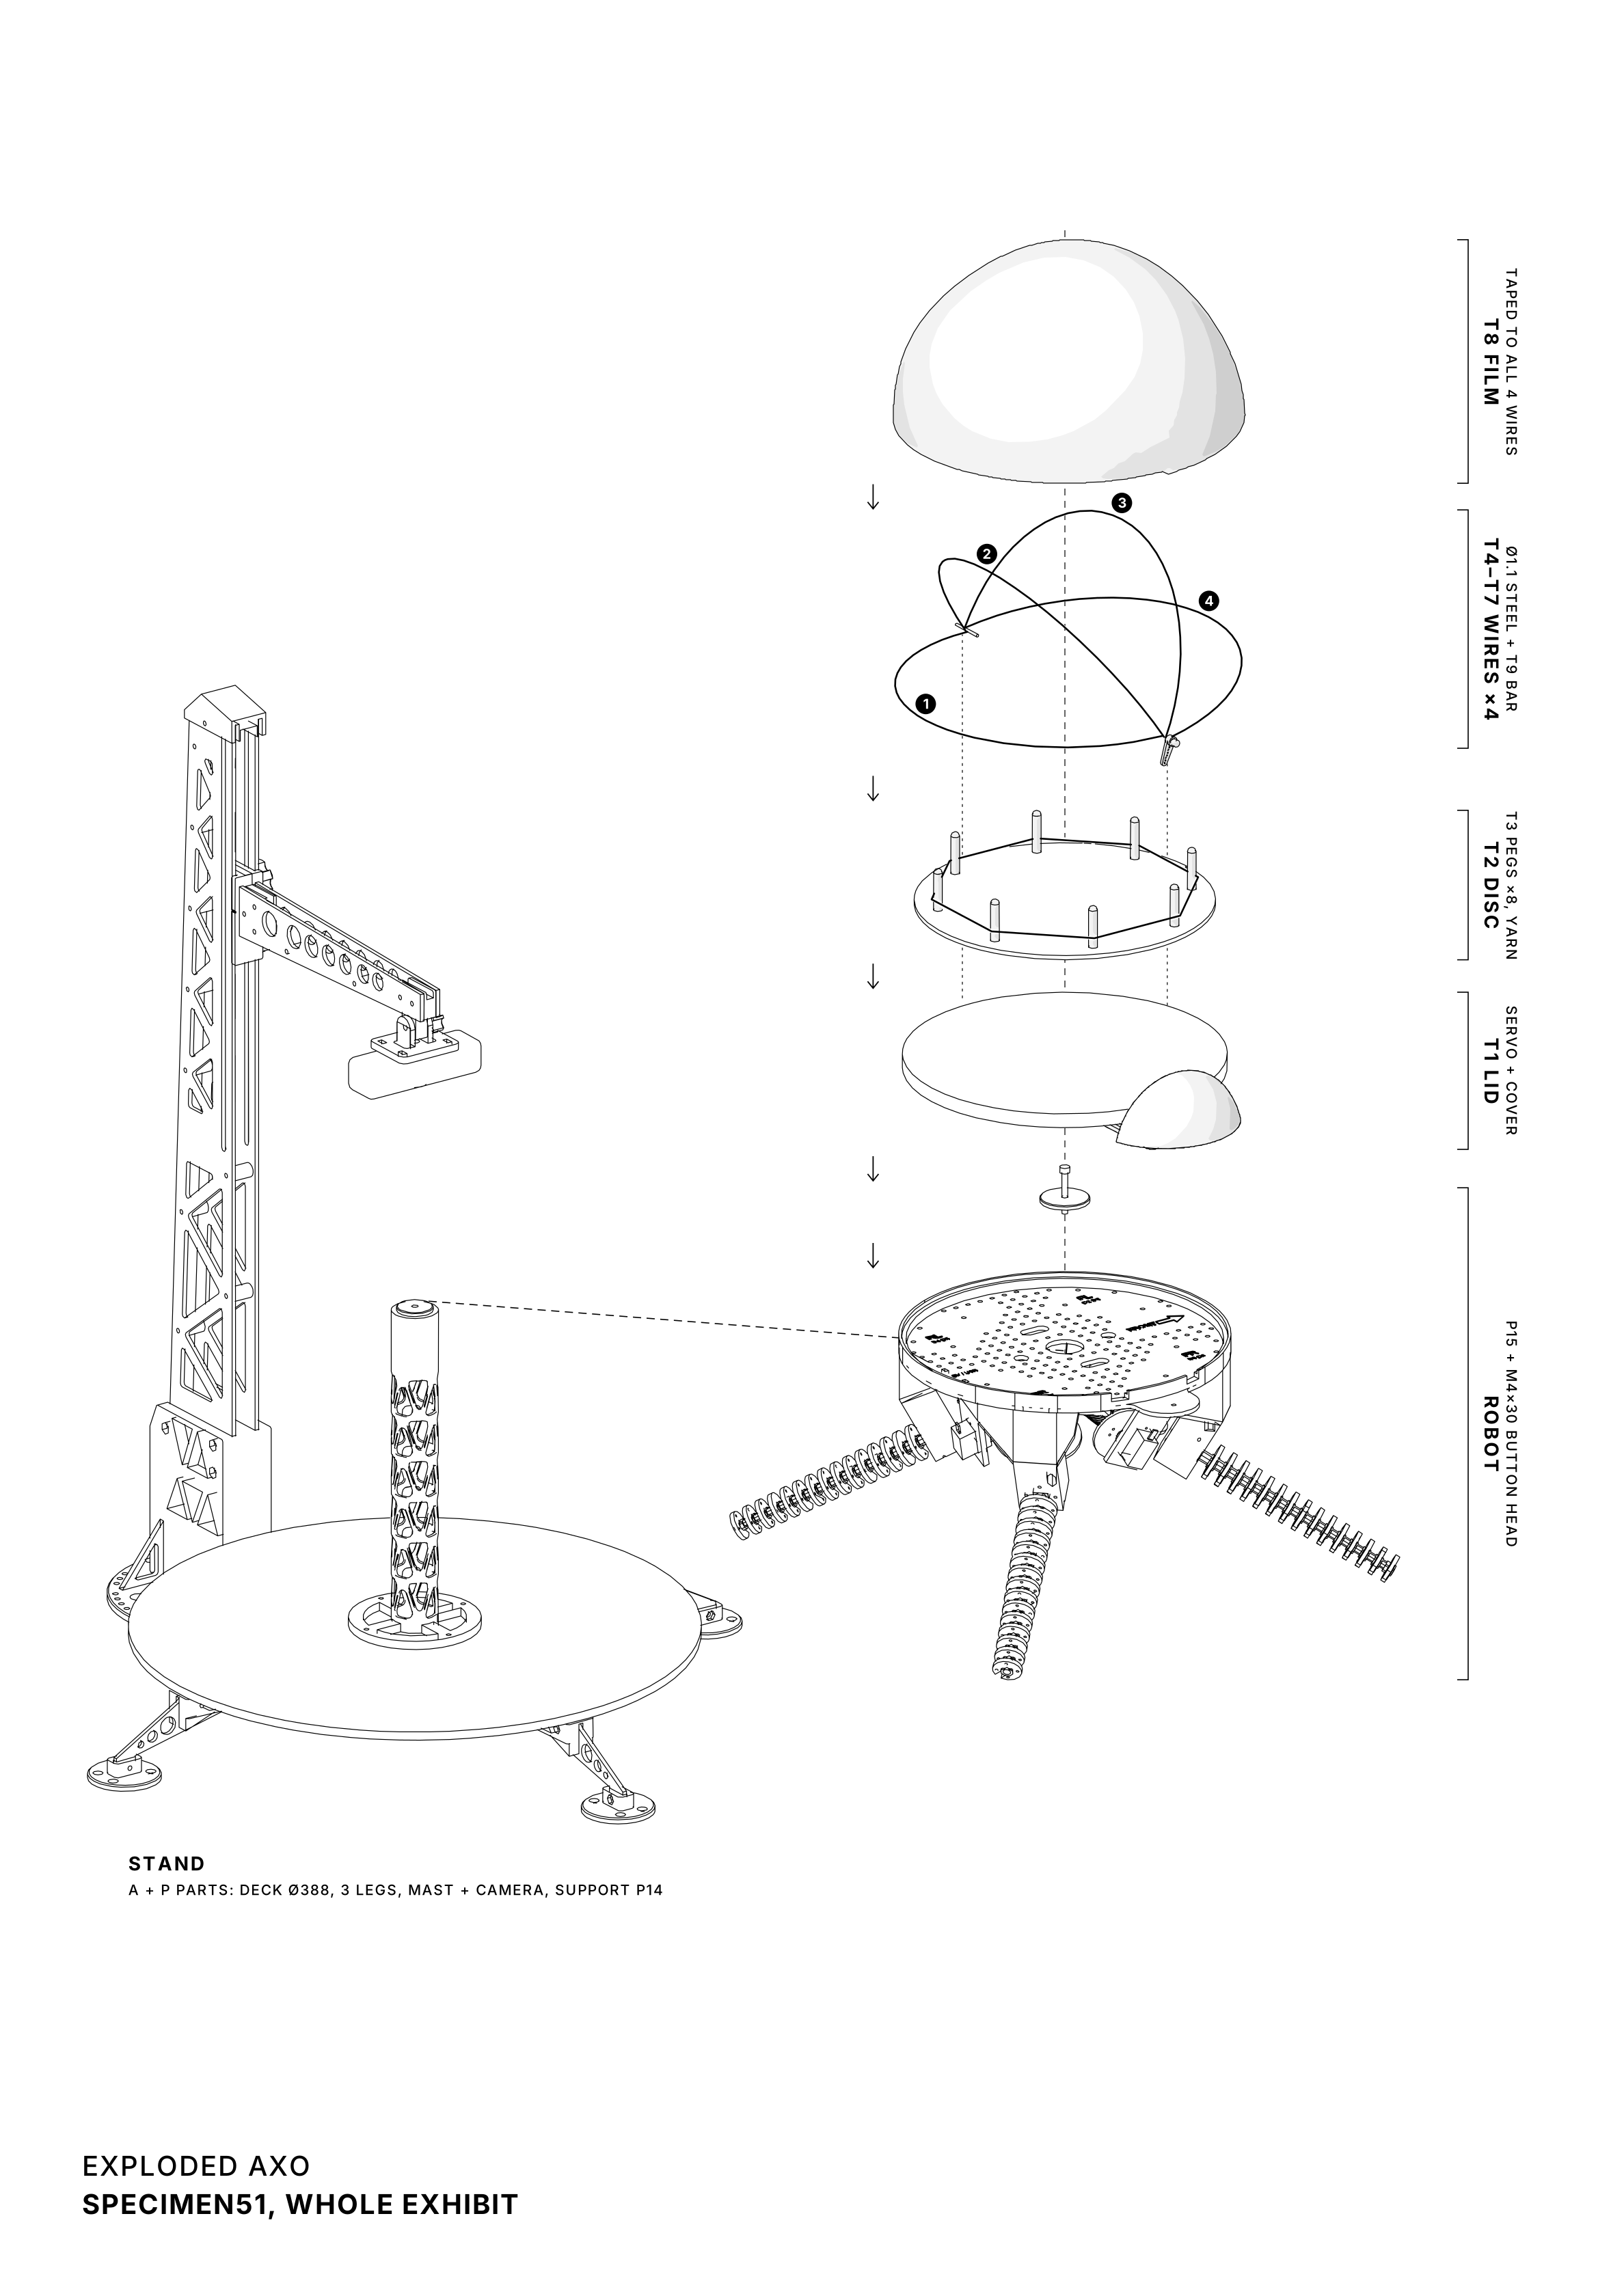 TAPED TO ALL 4 WIRES
T8 FILM
3
2
4
1
Ø1.1 STEEL + T9 BAR
T4–T7 WIRES ×4
T3 PEGS ×8, YARN
T2 DISC
SERVO + COVER
T1 LID
P15 + M4×30 BUTTON HEAD
ROBOT
STAND
A + P PARTS: DECK Ø388, 3 LEGS, MAST + CAMERA, SUPPORT P14
EXPLODED AXO
SPECIMEN51, WHOLE EXHIBIT